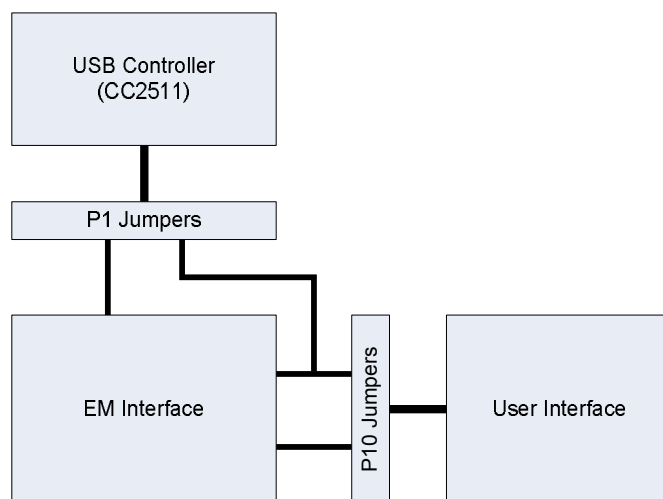 USB Controller
(CC2511)
P1 Jumpers
EM Interface
P10 Jumpers
User Interface